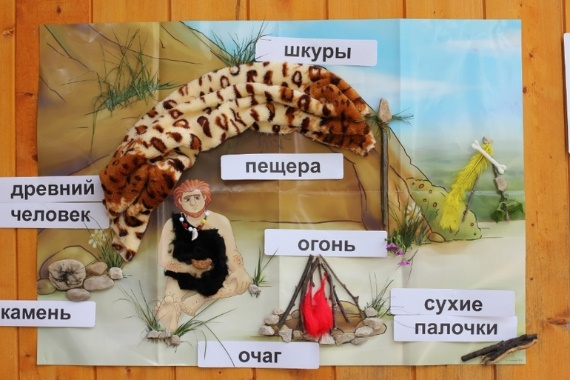 шкуры
пещера
древний
человек
огонь
камень
сухие
палочки
очаг